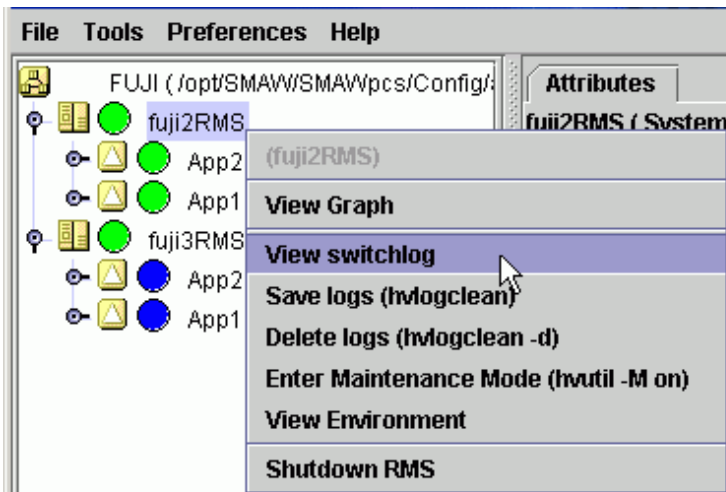 File Tools Preferences Help
FUJI ( /opt/SMAW/SMAWpcs/Config/
Attributes
fuji2RMS
fuji2RMS ( System
App2
(fuji2RMS)
App1
View Graph
fuji3RMS
View switchlog
App2
Save logs (hvlogclean)
App1
Delete logs (hvlogclean -d)
Enter Maintenance Mode (hvutil -M on)
View Environment
Shutdown RMS